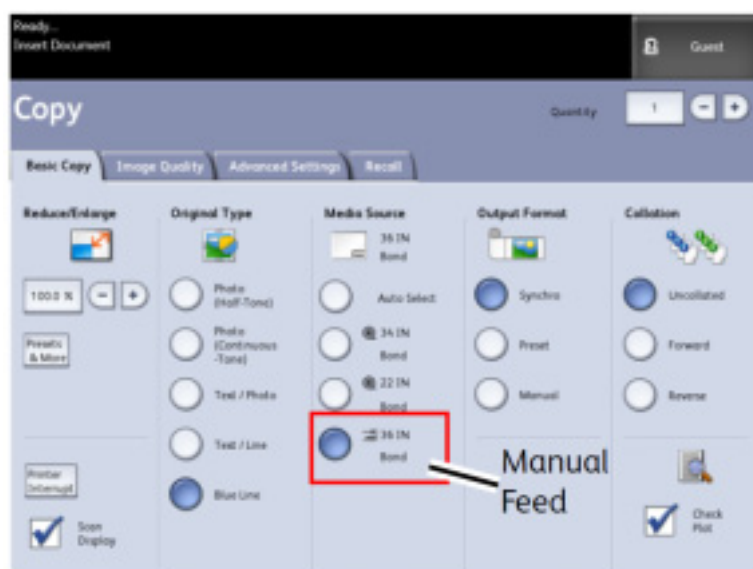 Ready...
Insert Document
Guest
Copy
Quantity
1
Basic Copy
Image Quality
Advanced Settings
Recall
Reduce/Enlarge
100.0 %
Presets
& More
Printer
Interrupt
Scan
Display
Original Type
Photo
(Half-Tone)
Photo
(Continuous
-Tone)
Text / Photo
Text / Line
Blue Line
Media Source
36 IN
Bond
Auto Select
34 IN
Bond
22 IN
Bond
36 IN
Bond
Manual
Feed
Output Format
Synchro
Preset
Manual
Collation
Uncollated
Forward
Reverse
Check
Plot